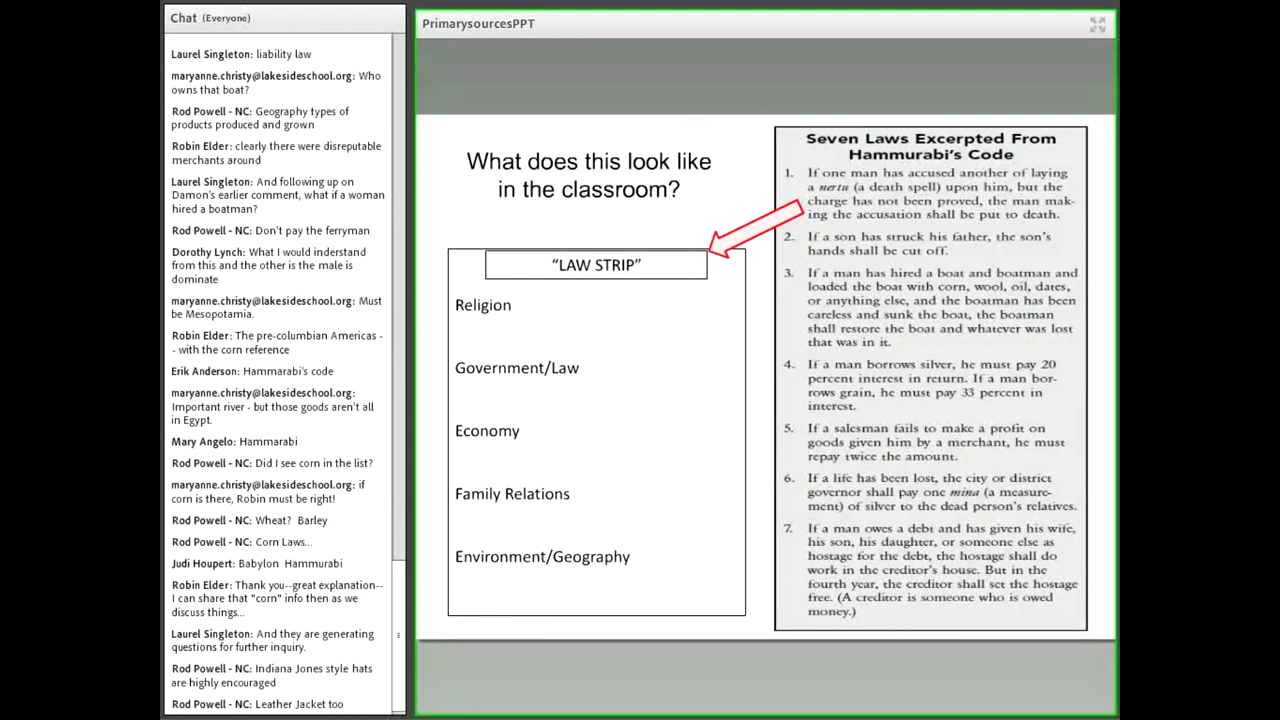 Chat (Everyone)
Laurel Singleton: liability law
maryanne.christy@lakesideschool.org: Who
owns that boat?
Rod Powell - NC: Geography types of
products produced and grown
Robin Elder: clearly there were disreputable
merchants around
Laurel Singleton: And following up on
Damon's earlier comment, what if a woman
hired a boatman?
Rod Powell - NC: Don't pay the ferryman
Dorothy Lynch: What I would inderstand
from this and the other is the male is
dominate
maryanne.christy@lakesideschool.org: Must
be Mesopotamia.
Robin Elder: The pre-columbian Americas -
- with the corn reference
Erik Anderson: Hammarabi's code
maryanne.christy@lakesideschool.org:
Important river - but those goods aren't all
in Egypt.
Mary Angelo: Hammarabi
Rod Powell - NC: Did I see corn in the list?
maryanne.christy@lakesideschool.org: if
corn is there, Robin must be right!
Rod Powell - NC: Wheat? Barley
Rod Powell - NC: Corn Laws...
Judi Houpert: Babylon Hammurabi
Robin Elder: Thank you--great explanation--
I can share that "corn" info then as we
discuss things...
Laurel Singleton: And they are generating
questions for further inquiry.
Rod Powell - NC: Indiana Jones style hats
are highly encouraged
Rod Powell - NC: Leather Jacket too
PrimarysourcesPPT
What does this look like
in the classroom?
“LAW STRIP”
Religion
Government/Law
Economy
Family Relations
Environment/Geography
Seven Laws Excerpted From
Hammurabi's Code
1. If one man has accused another of laying
a nertu (a death spell) upon him, but the
charge has not been proved, the man mak-
ing the accusation shall be put to death.
2. If a son has struck his father, the son's
hands shall be cut off.
3. If a man has hired a boat and boatman and
loaded the boat with corn, wool, oil, dates,
or anything else, and the boatman has been
careless and sunk the boat, the boatman
shall restore the boat and whatever was lost
that was in it.
4. If a man borrows silver, he must pay 20
percent interest in return. If a man bor-
rows grain, he must pay 33 percent in
interest.
5. If a salesman fails to make a profit on
goods given him by a merchant, he must
repay twice the amount.
6. If a life has been lost, the city or district
governor shall pay one mina (a measure-
ment) of silver to the dead person's relatives.
7. If a man owes a debt and has given his wife,
his son, his daughter, or someone else as
hostage for the debt, the hostage shall do
work in the creditor's house. But in the
fourth year, the creditor shall set the hostage
free. (A creditor is someone who is owed
money.)